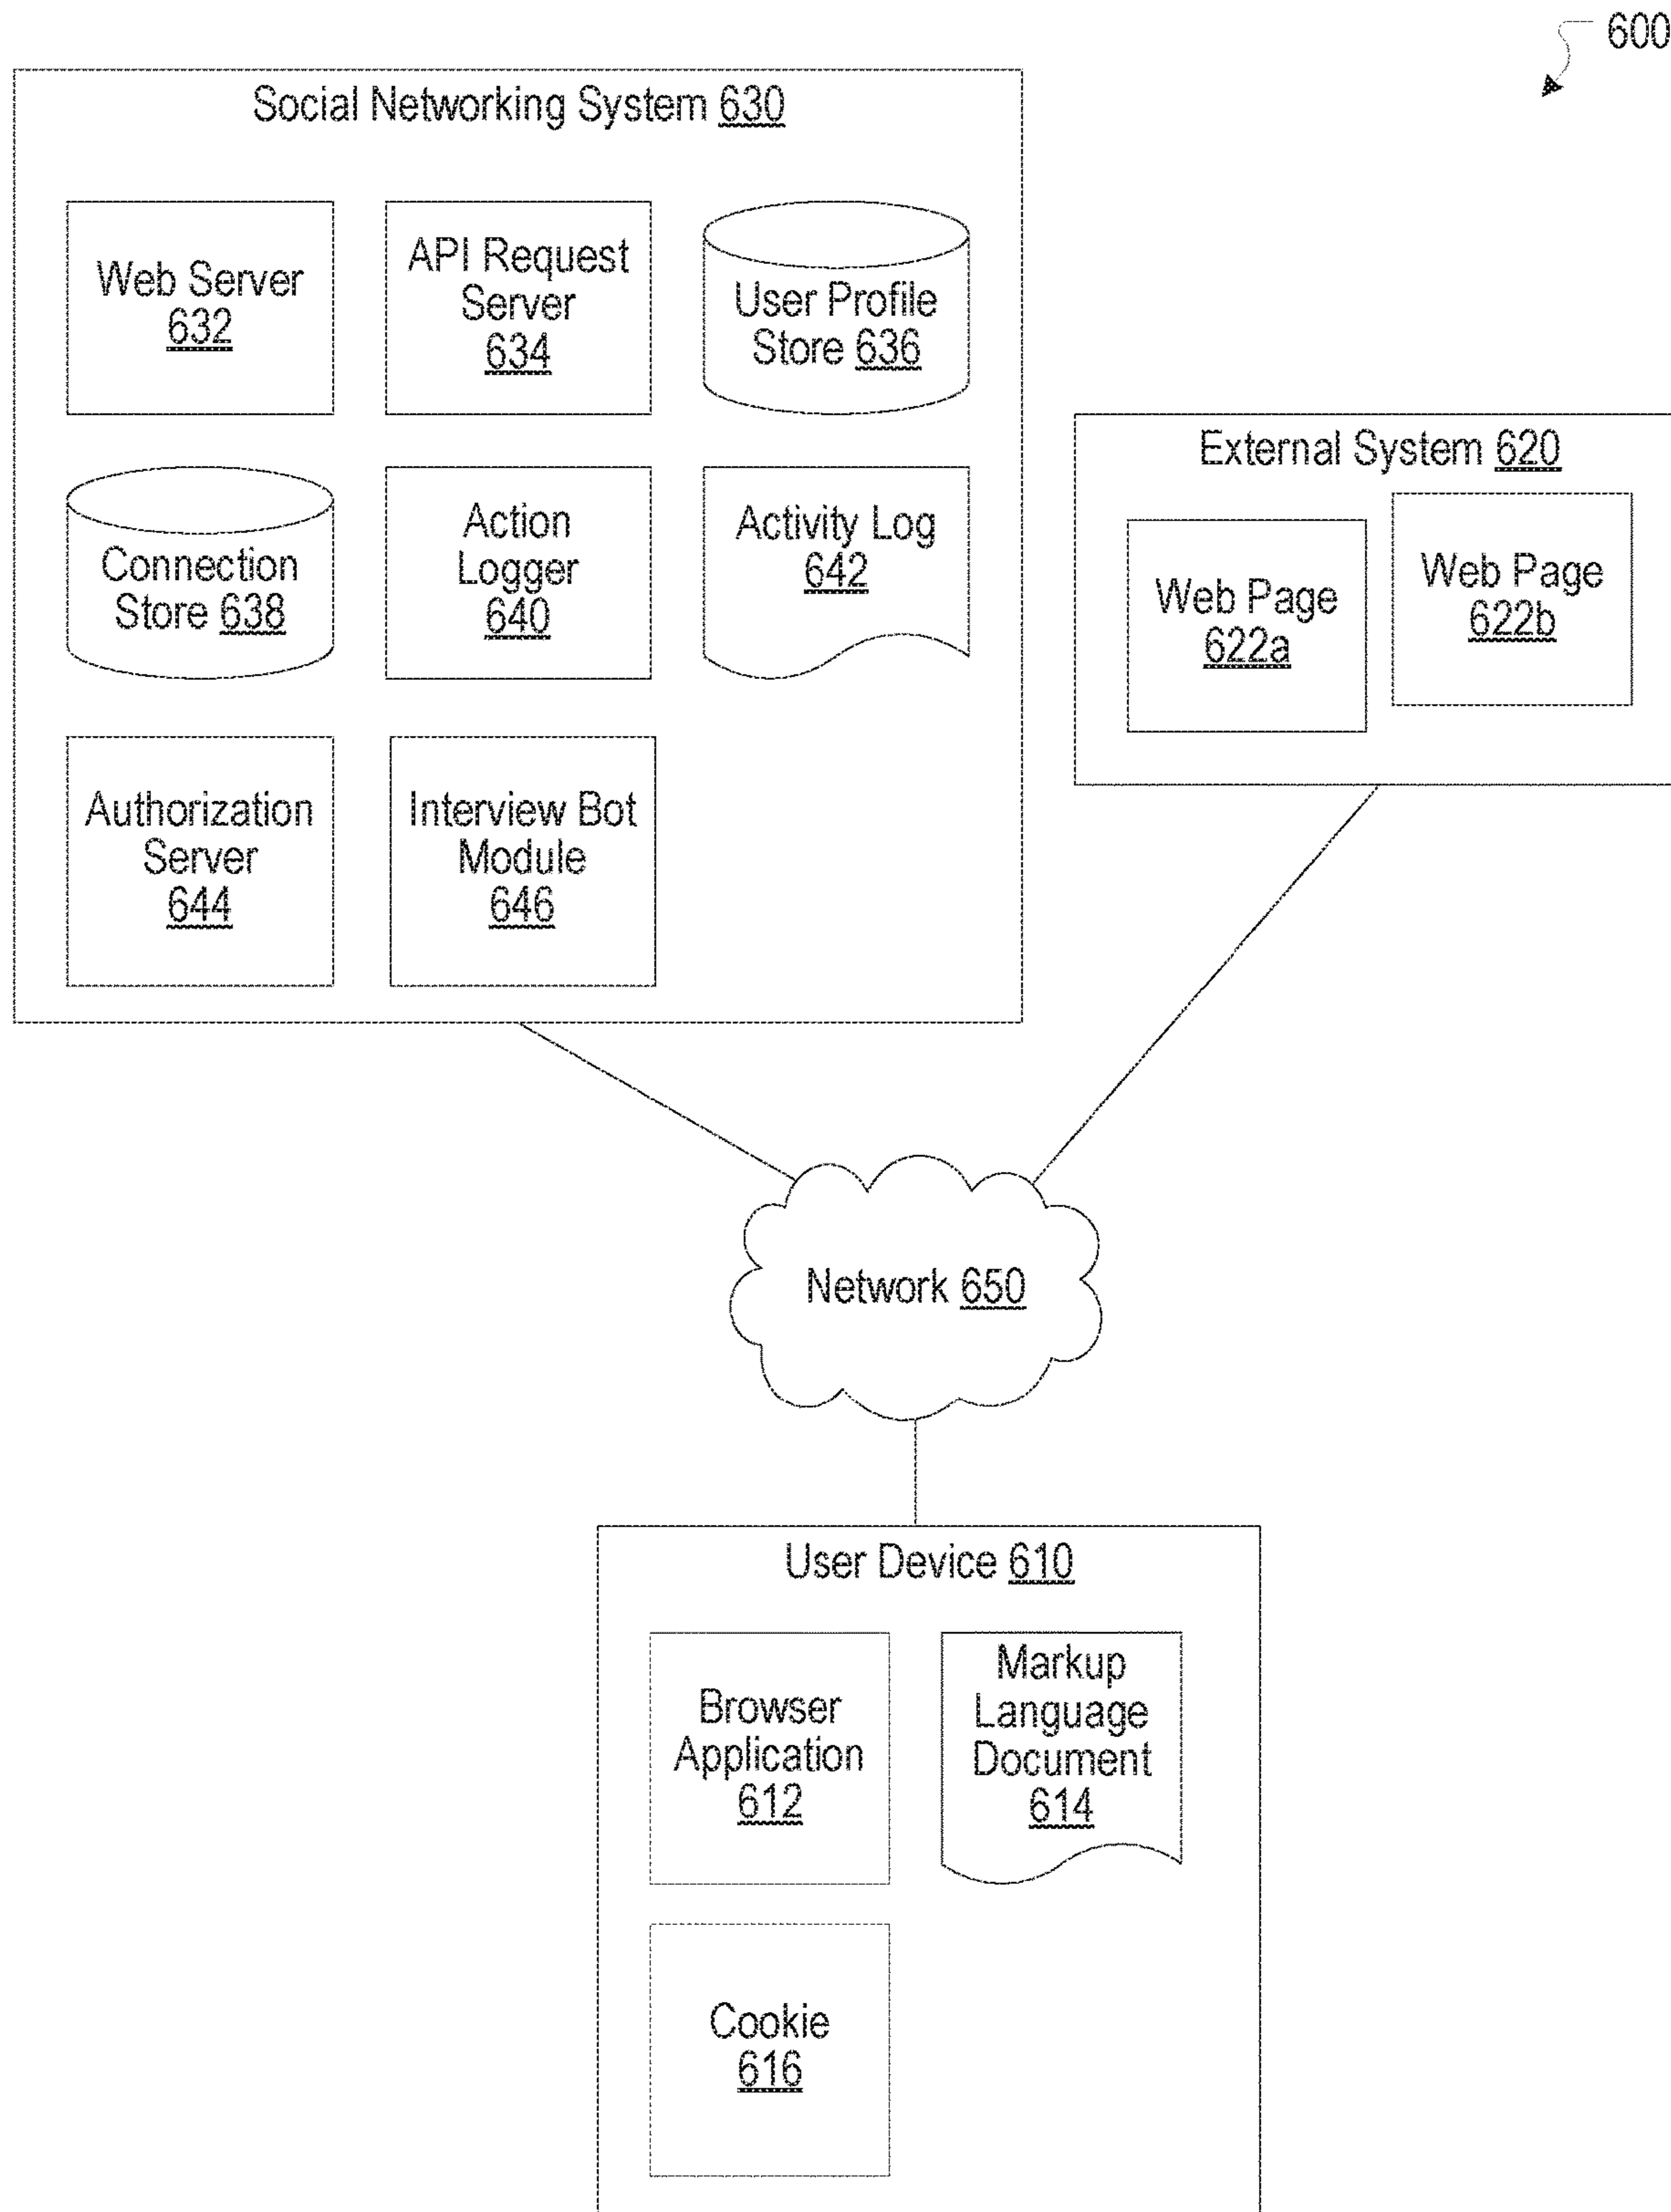 600
Social Networking System 630
Web Server
632
API Request
Server
634
User Profile
Store 636
Connection
Store 638
Action
Logger
640
Activity Log
642
Authorization
Server
644
Interview Bot
Module
646
External System 620
Web Page
622a
Web Page
622b
Network 650
User Device 610
Browser
Application
612
Markup
Language
Document
614
Cookie
616